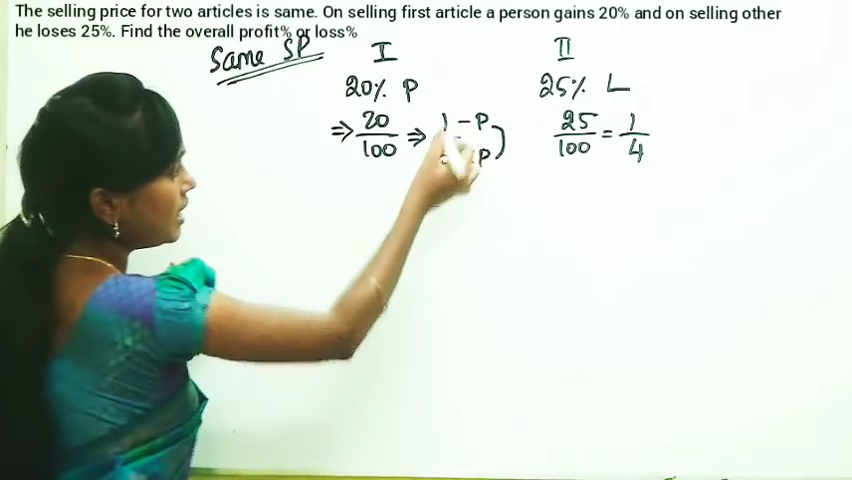 The selling price for two articles is same. On selling first article a person gains 20% and on selling other
he loses 25%. Find the overall profit% or loss%
Same SP
I
II
20% P
25% L
⇒ 20/100 ⇒ 1 - P
P)
25/100 = 1/4